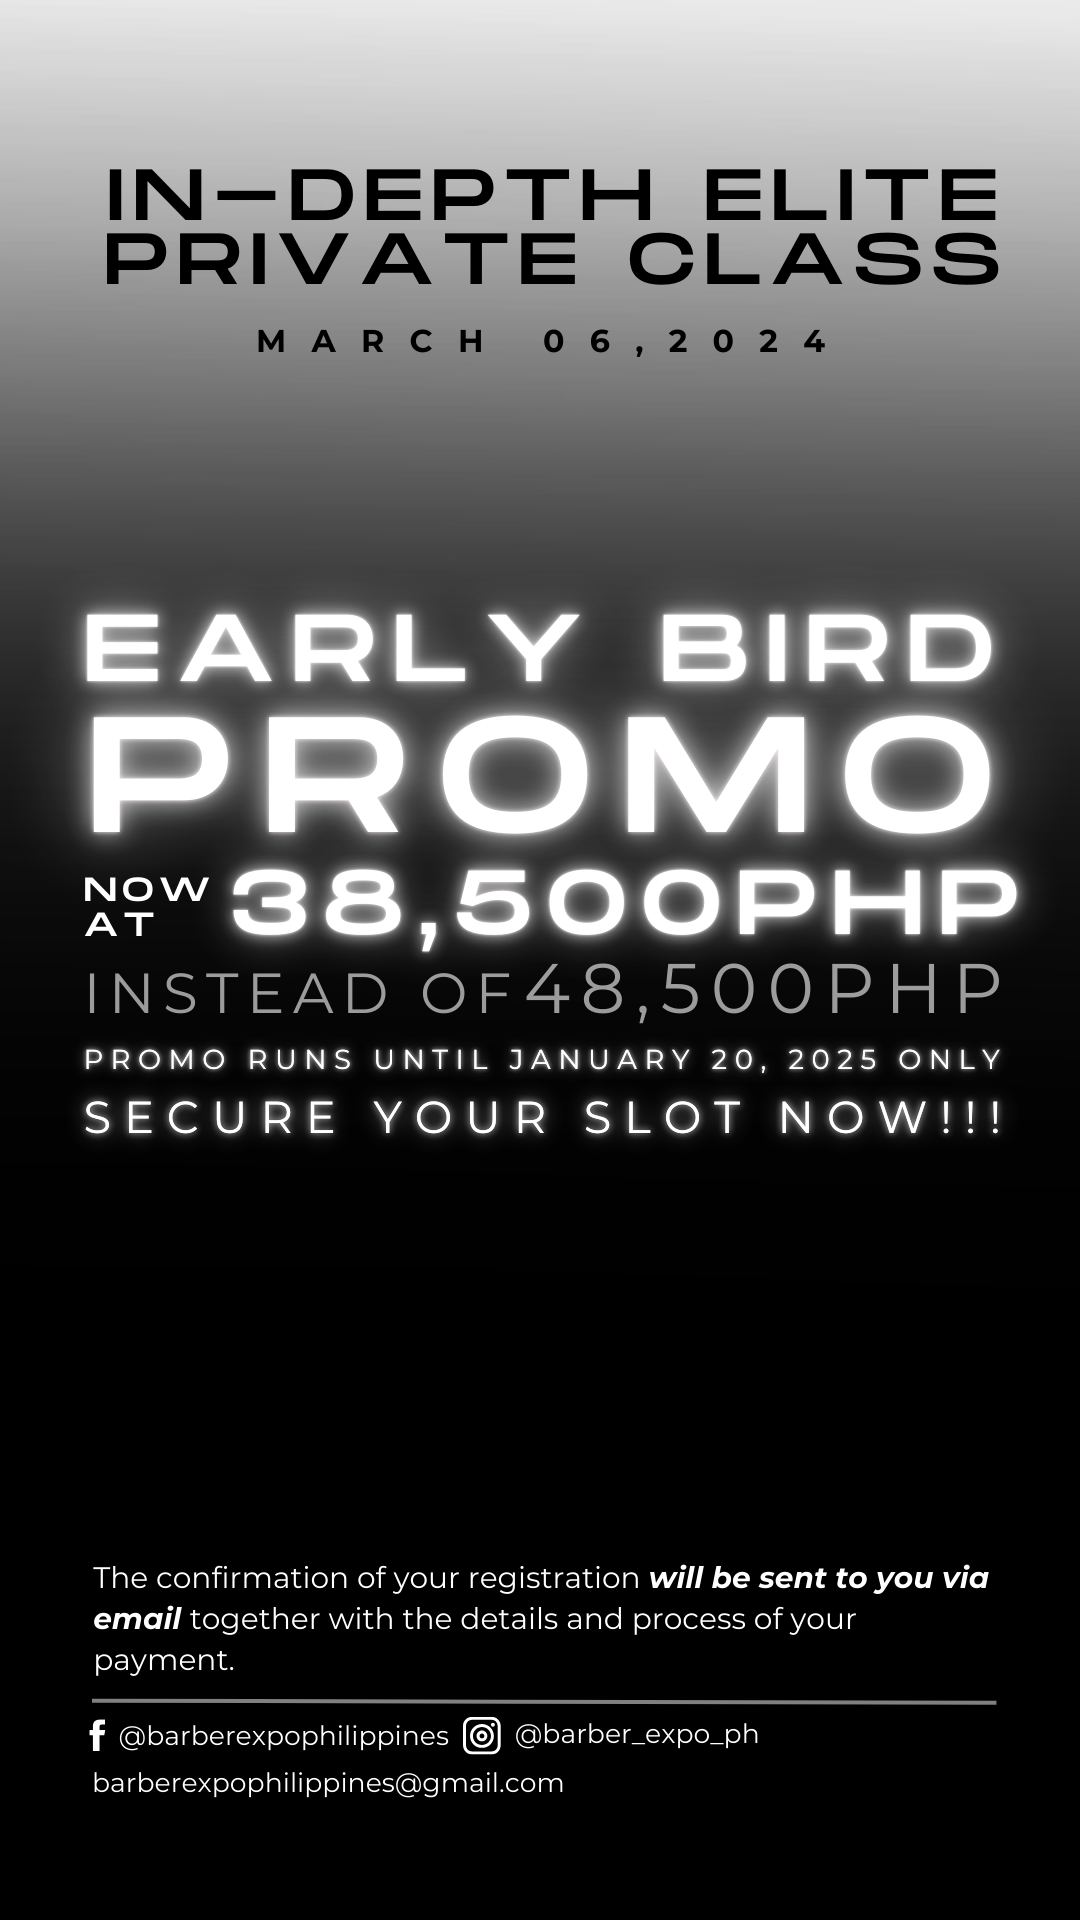 IN-DEPTH ELITE
PRIVATE CLASS
MARCH 06,2024
EARLY BIRD
PROMO
NOW AT 38,500PHP
INSTEAD OF 48,500PHP
PROMO RUNS UNTIL JANUARY 20, 2025 ONLY
SECURE YOUR SLOT NOW!!!
The confirmation of your registration will be sent to you via
email together with the details and process of your
payment.
@barberexpophilippines @barber_expo_ph
barberexpophilippines@gmail.com